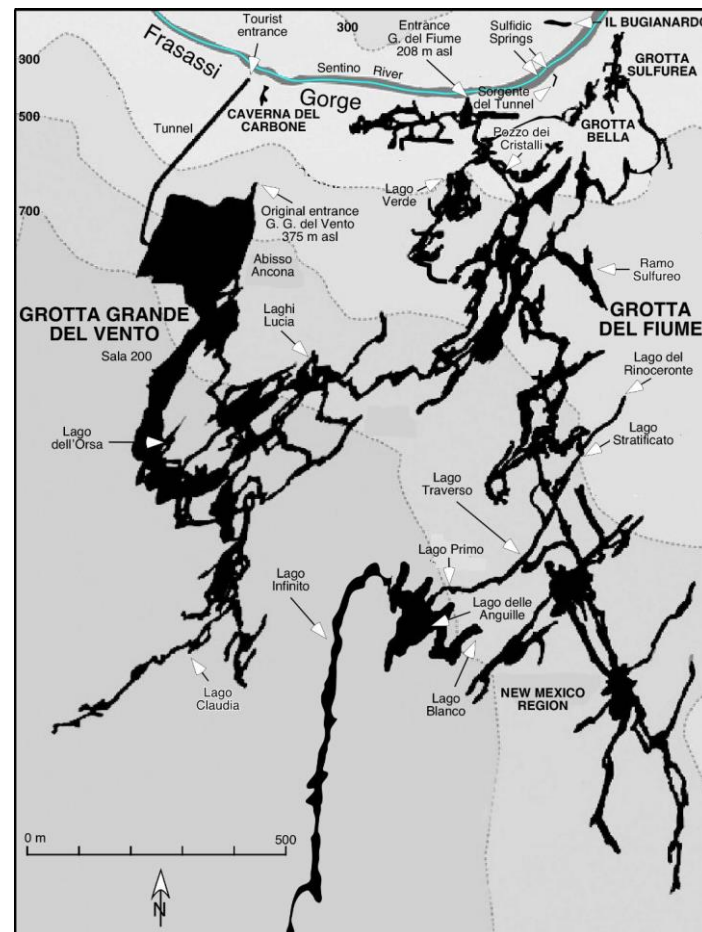 Tourist
entrance
300
Entrance
G. del Fiume
208 m asl
Sulfidic
Springs
IL BUGIANARDO
Frasassi
Gorge
Sentino River
GROTTA
SULFUREA
300
Sorgente
del Tunnel
500
Tunnel
CAVERNA DEL
CARBONE
Pozzo dei
Cristalli
GROTTA
BELLA
Lago
Verde
700
Original entrance
G. G. del Vento
375 m asl
Abisso
Ancona
Ramo
Sulfureo
GROTTA GRANDE
DEL VENTO
Sala 200
Laghi
Lucia
GROTTA
DEL FIUME
Lago del
Rinoceronte
Lago
dell'Orsa
Lago
Stratificato
Lago
Traverso
Lago Primo
Lago
Infinito
Lago delle
Anguille
Lago
Claudia
Lago
Blanco
NEW MEXICO
REGION
0 m
500
N